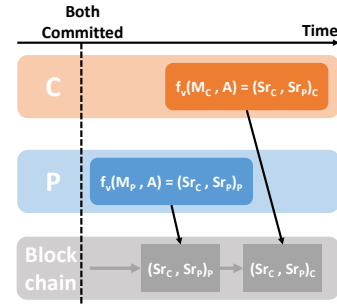 Both
Committed
Time
C
f_v(M_C , A) = (Sr_C , Sr_P)_C
P
f_v(M_P , A) = (Sr_C , Sr_P)_P
Block
chain
(Sr_C , Sr_P)_P
(Sr_C , Sr_P)_C